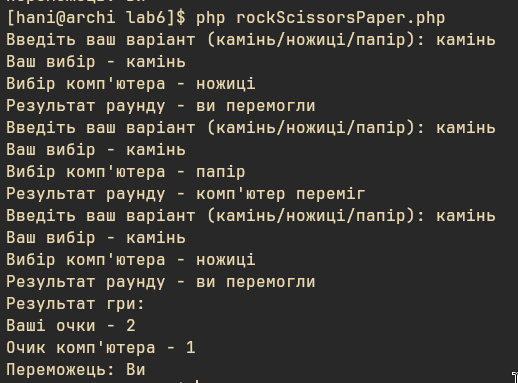 [hani@archi lab6]$ php rockScissorsPaper.php
Введіть ваш варіант (камінь/ножиці/папір): камінь
Ваш вибір - камінь
Вибір комп'ютера - ножиці
Результат раунду - ви перемогли
Введіть ваш варіант (камінь/ножиці/папір): камінь
Ваш вибір - камінь
Вибір комп'ютера - папір
Результат раунду - комп'ютер переміг
Введіть ваш варіант (камінь/ножиці/папір): камінь
Ваш вибір - камінь
Вибір комп'ютера - ножиці
Результат раунду - ви перемогли
Результат гри:
Ваші очки - 2
Очик комп'ютера - 1
Переможець: Ви